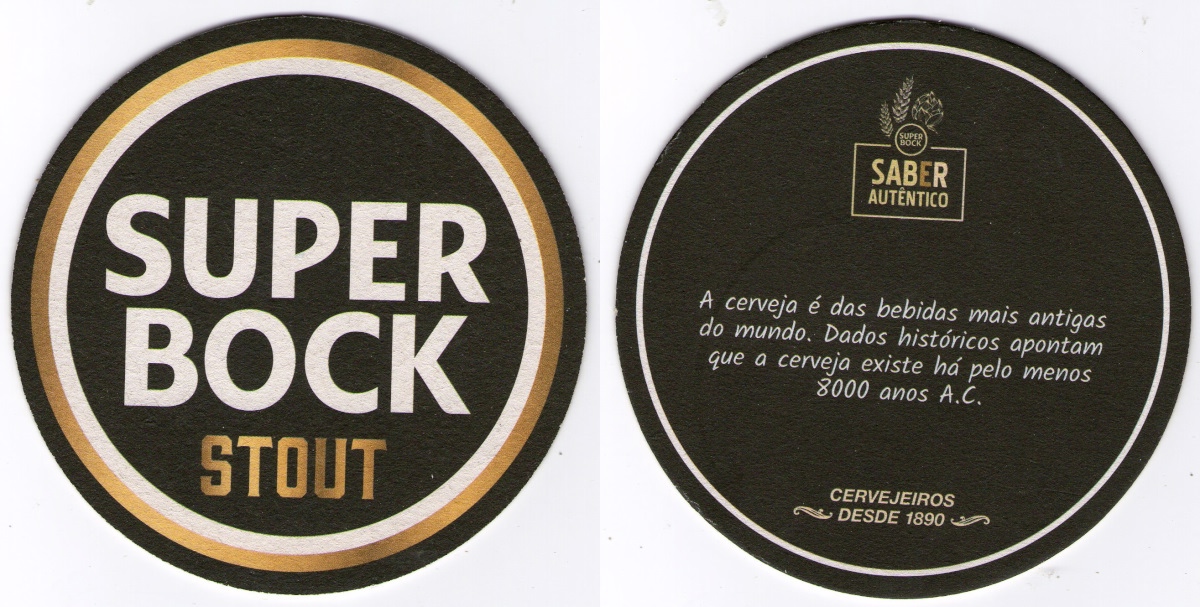 SUPER
BOCK
STOUT
SUPER
BOCK
SABER
AUTÊNTICO
A cerveja é das bebidas mais antigas
do mundo. Dados históricos apontam
que a cerveja existe há pelo menos
8000 anos A.C.
CERVEJEIROS
DESDE 1890